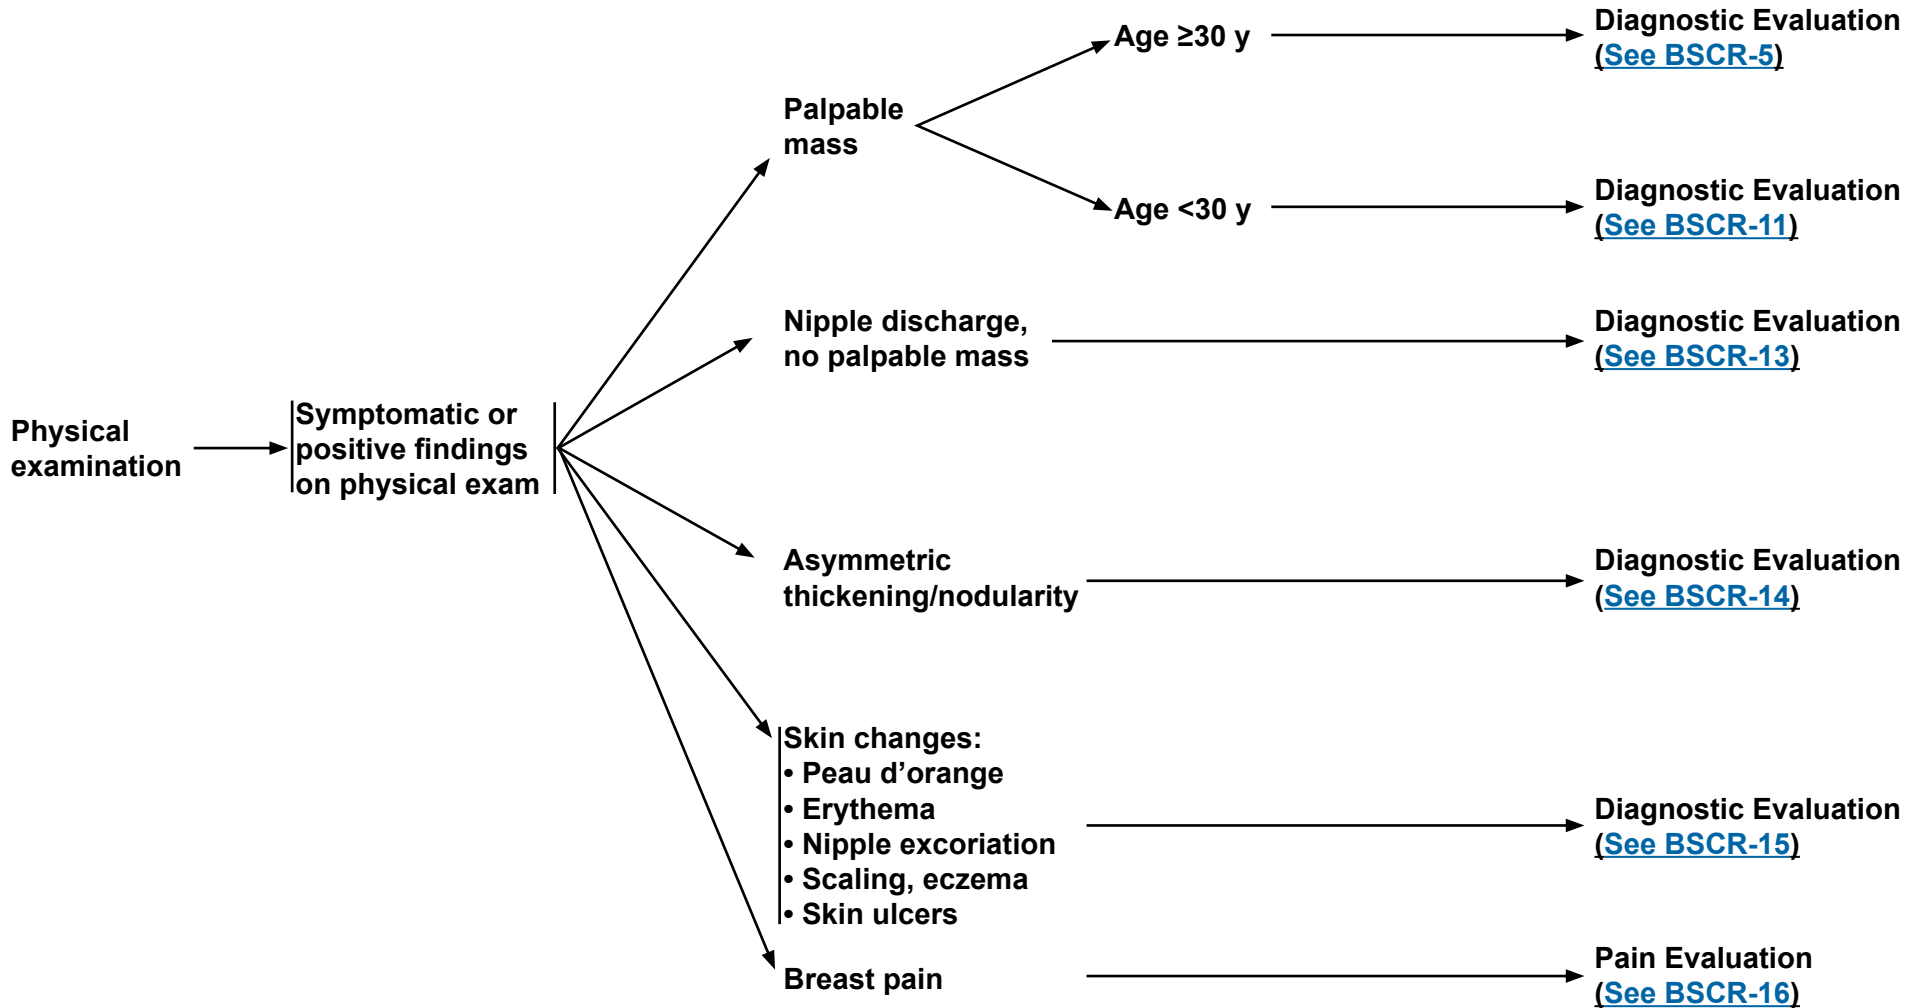 Physical
examination
Symptomatic or
positive findings
on physical exam
Palpable
mass
Age ≥30 y
Diagnostic Evaluation
(See BSCR-5)
Age <30 y
Diagnostic Evaluation
(See BSCR-11)
Nipple discharge,
no palpable mass
Diagnostic Evaluation
(See BSCR-13)
Asymmetric
thickening/nodularity
Diagnostic Evaluation
(See BSCR-14)
Skin changes:
• Peau d’orange
• Erythema
• Nipple excoriation
• Scaling, eczema
• Skin ulcers
Diagnostic Evaluation
(See BSCR-15)
Breast pain
Pain Evaluation
(See BSCR-16)